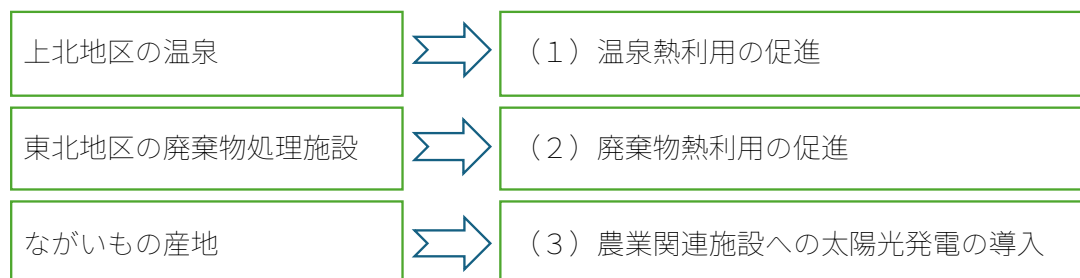 上北地区の温泉
（１）温泉熱利用の促進
東北地区の廃棄物処理施設
（２）廃棄物熱利用の促進
ながいもの産地
（３）農業関連施設への太陽光発電の導入